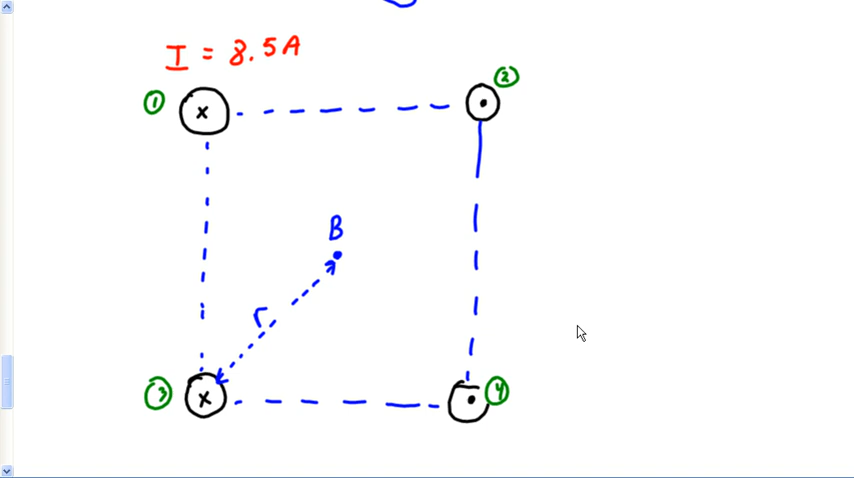 I = 8.5A
① x
• ②
B
r
③ x
• ④